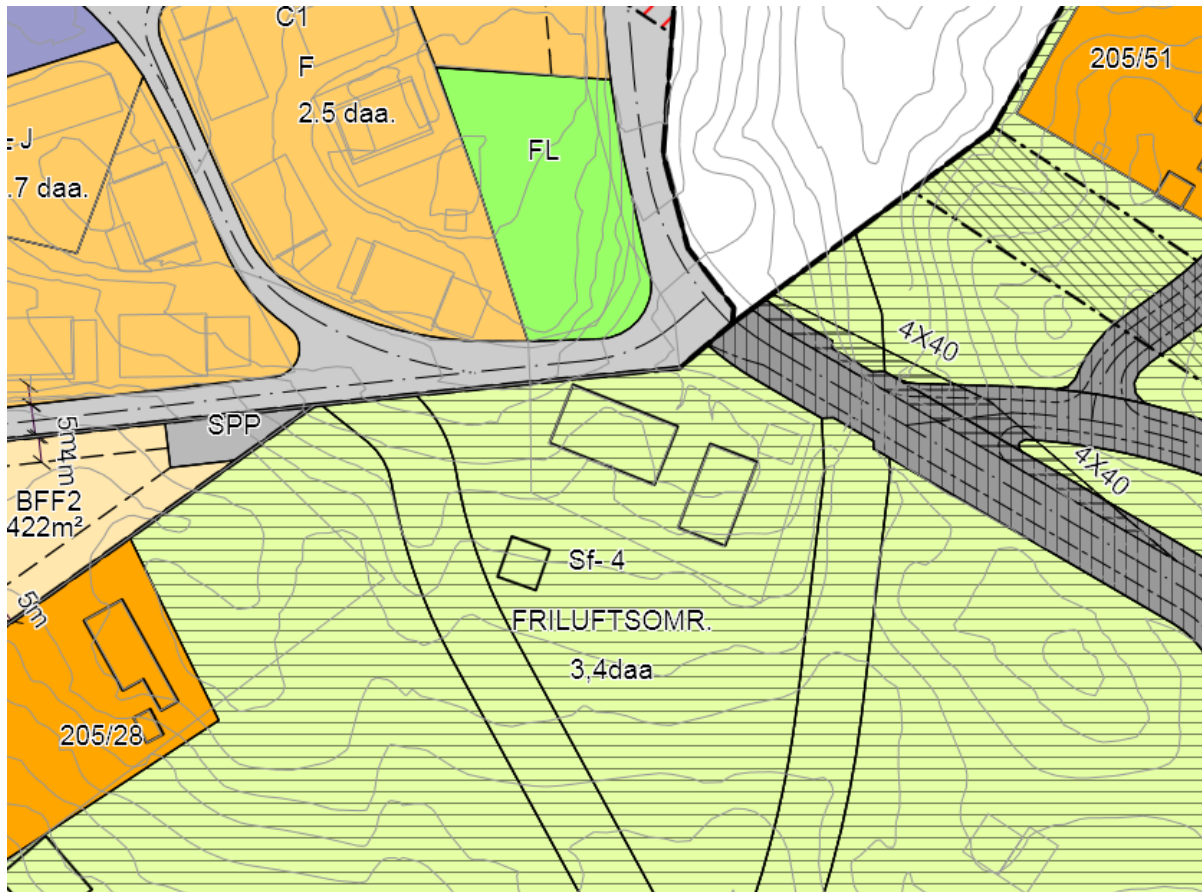 C1
F
2.5 daa.
205/51
J
.7 daa.
FL
4X40
SPP
5m
4m
4X40
BFF2
422m²
5m
Sf- 4
FRILUFTSOMR.
3,4daa
205/28